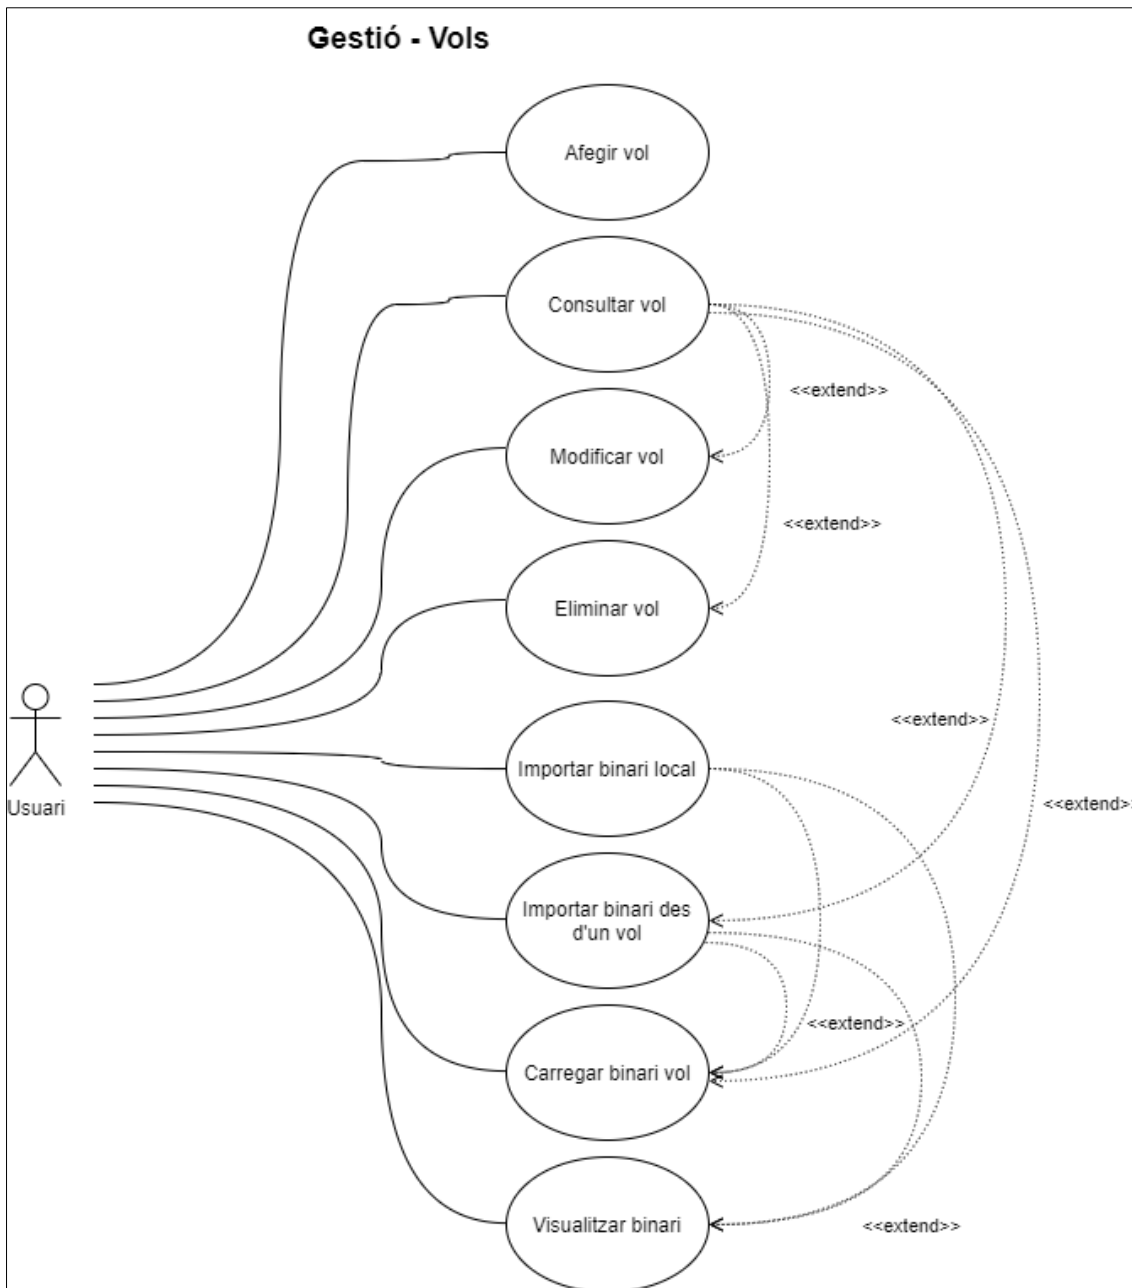 Gestió - Vols
Afegir vol
Consultar vol
<<extend>>
Modificar vol
<<extend>>
Eliminar vol
<<extend>>
Importar binari local
<<extend>>
Usuari
Importar binari des
d'un vol
<<extend>>
Carregar binari vol
Visualitzar binari
<<extend>>